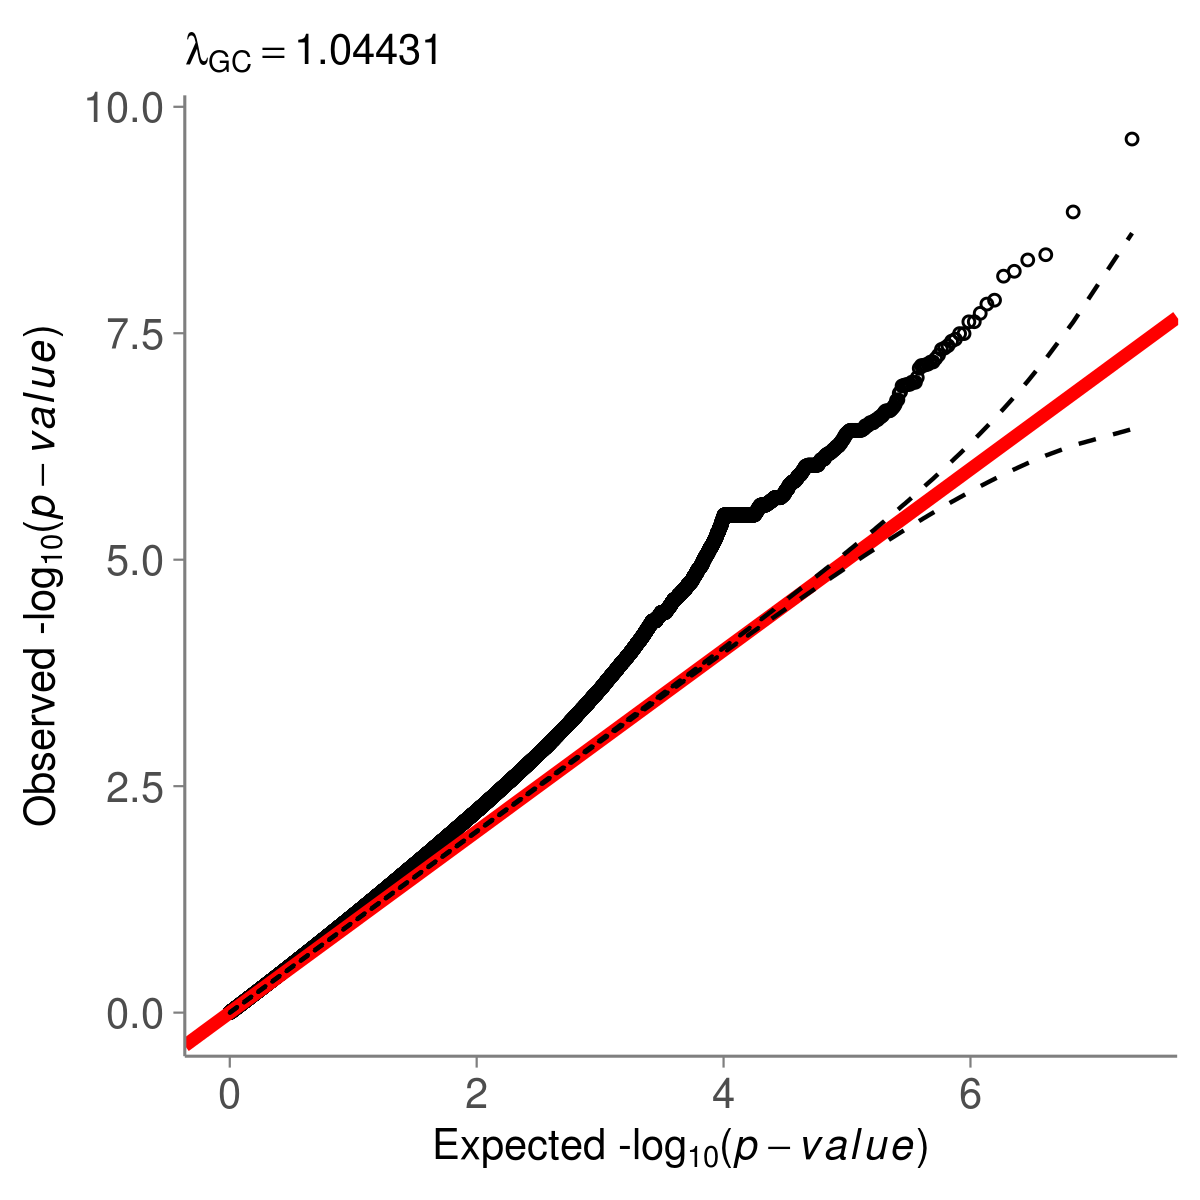 λGC = 1.04431
10.0
7.5
5.0
2.5
0.0
Observed -log10(p − value)
0 2 4 6
Expected -log10(p − value)